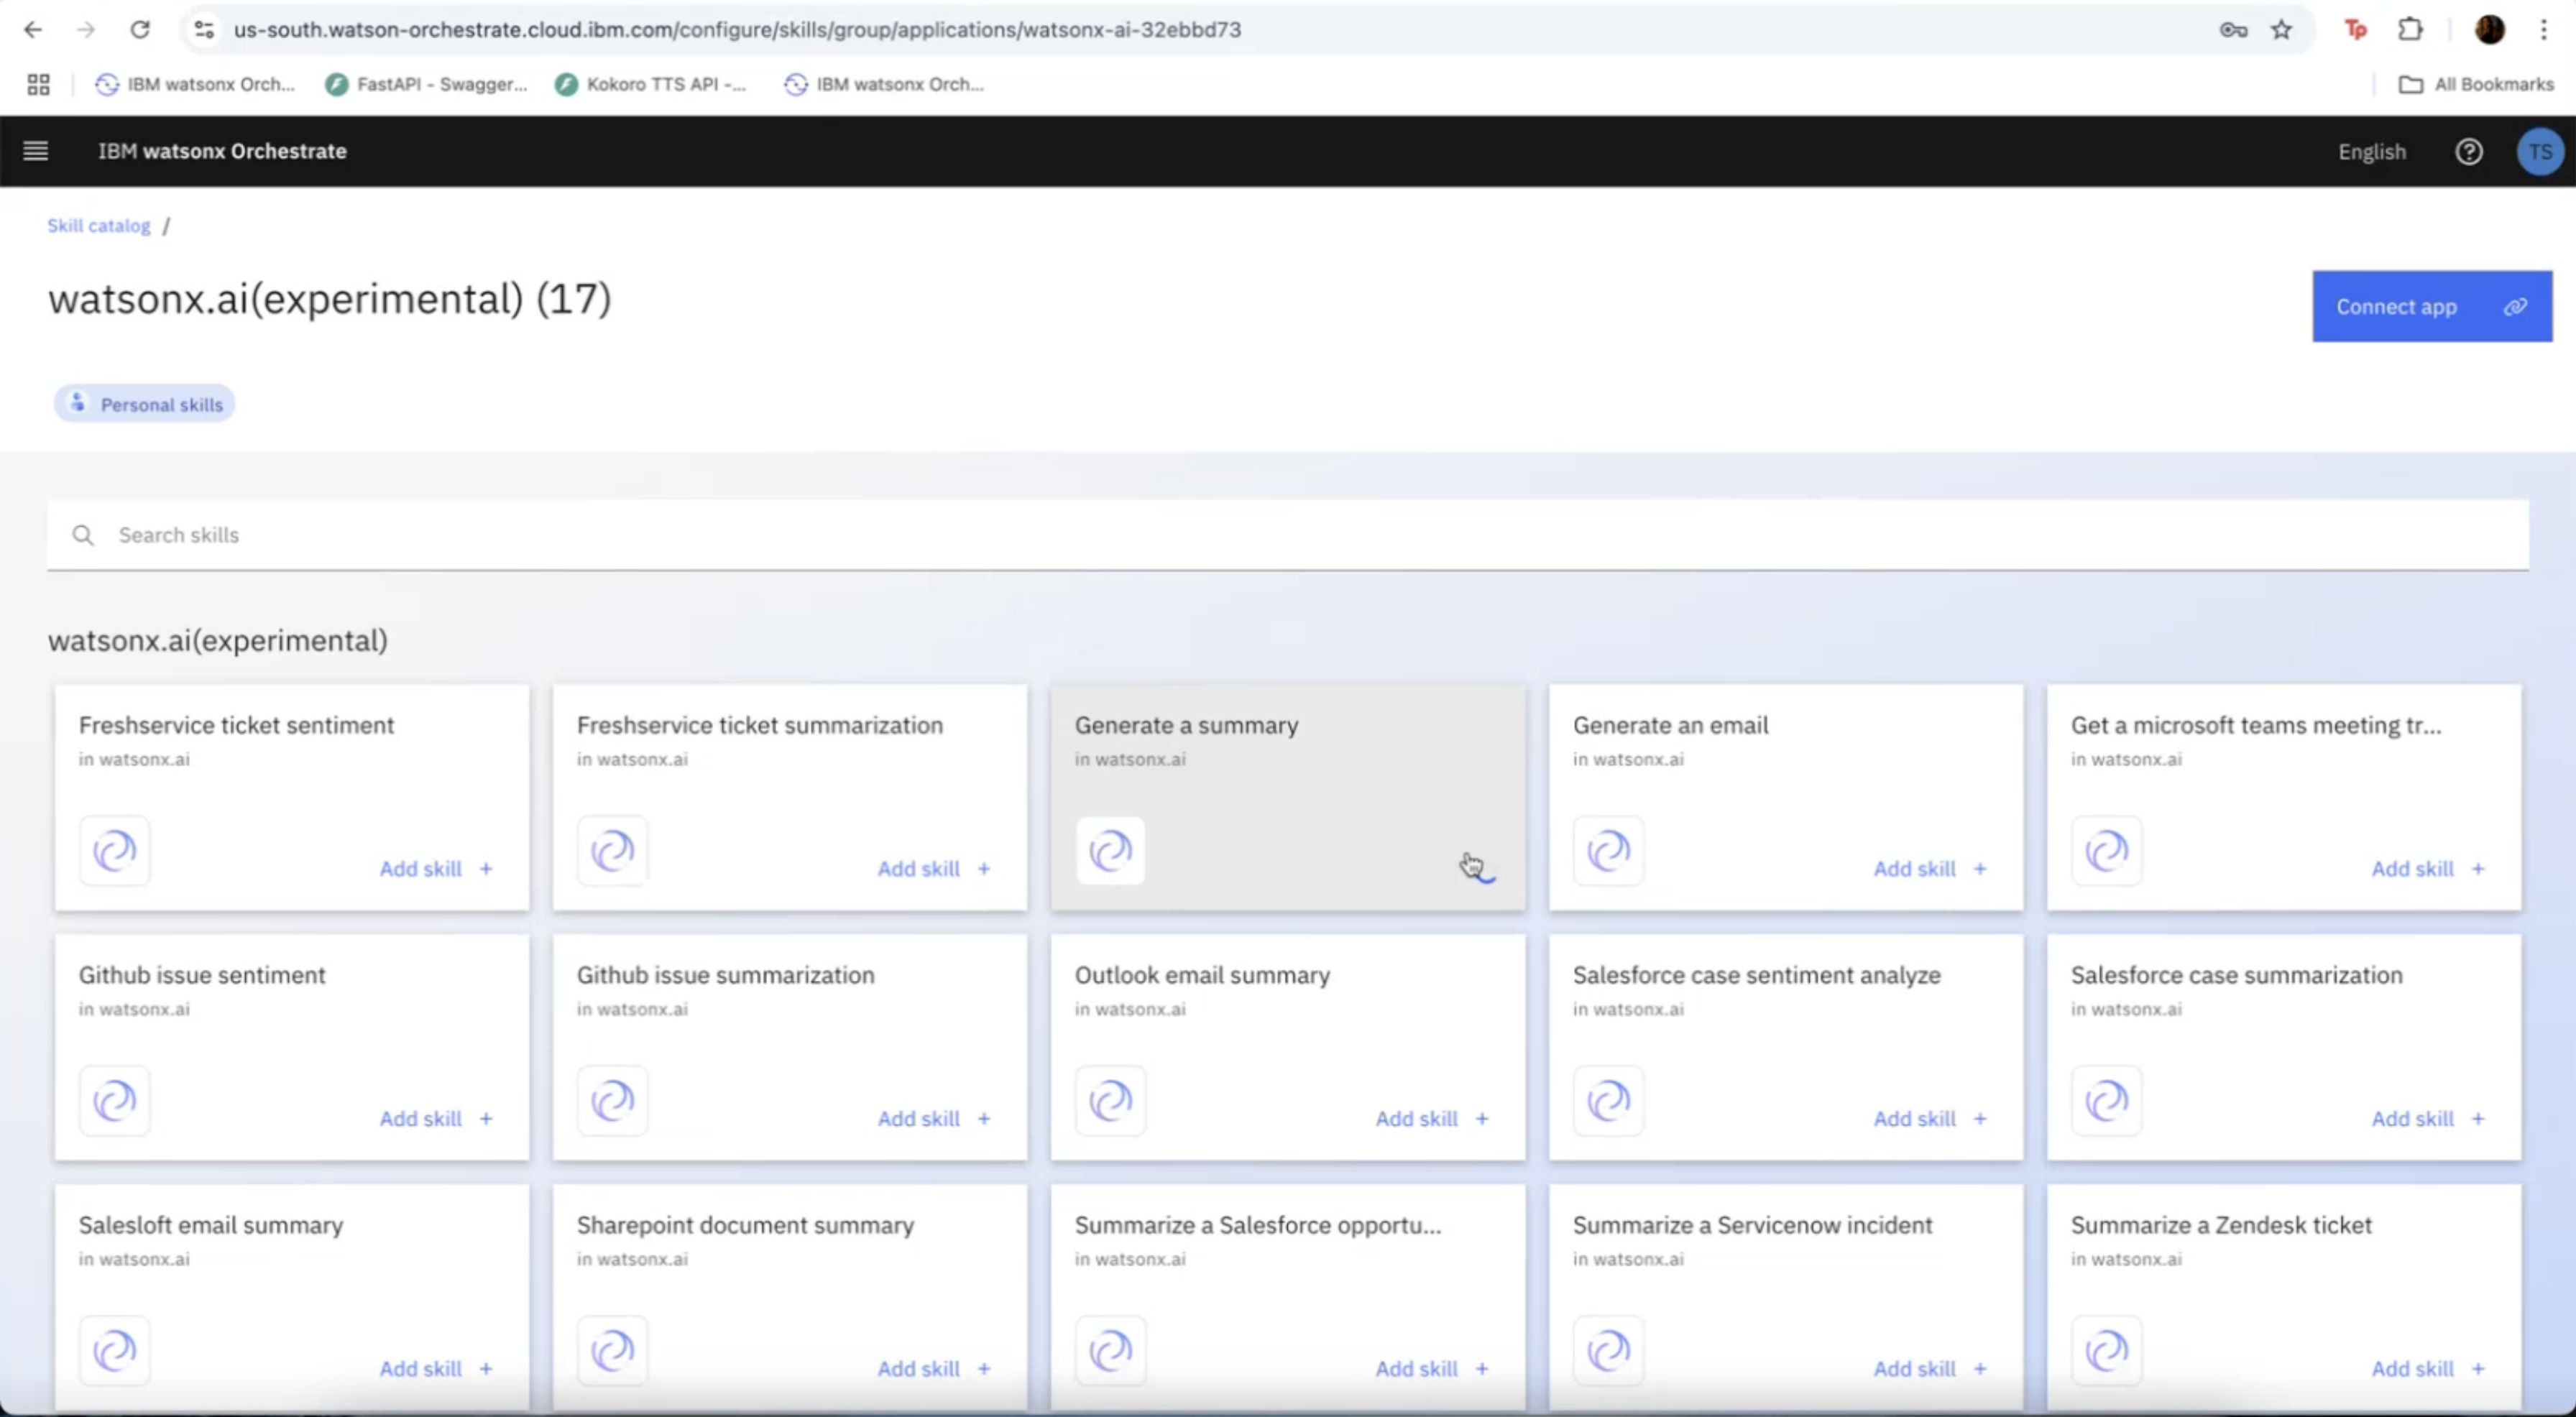 us-south.watson-orchestrate.cloud.ibm.com/configure/skills/group/applications/watsonx-ai-32ebbd73
Tp
IBM watsonx Orch...
FastAPI - Swagger...
Kokoro TTS API -...
IBM watsonx Orch...
All Bookmarks
IBM watsonx Orchestrate
English
TS
Skill catalog /
watsonx.ai(experimental) (17)
Connect app
Personal skills
Search skills
watsonx.ai(experimental)
Freshservice ticket sentiment
in watsonx.ai
Add skill +
Freshservice ticket summarization
in watsonx.ai
Add skill +
Generate a summary
in watsonx.ai
Generate an email
in watsonx.ai
Add skill +
Get a microsoft teams meeting tr...
in watsonx.ai
Add skill +
Github issue sentiment
in watsonx.ai
Add skill +
Github issue summarization
in watsonx.ai
Add skill +
Outlook email summary
in watsonx.ai
Add skill +
Salesforce case sentiment analyze
in watsonx.ai
Add skill +
Salesforce case summarization
in watsonx.ai
Add skill +
Salesloft email summary
in watsonx.ai
Add skill +
Sharepoint document summary
in watsonx.ai
Add skill +
Summarize a Salesforce opportu...
in watsonx.ai
Add skill +
Summarize a Servicenow incident
in watsonx.ai
Add skill +
Summarize a Zendesk ticket
in watsonx.ai
Add skill +